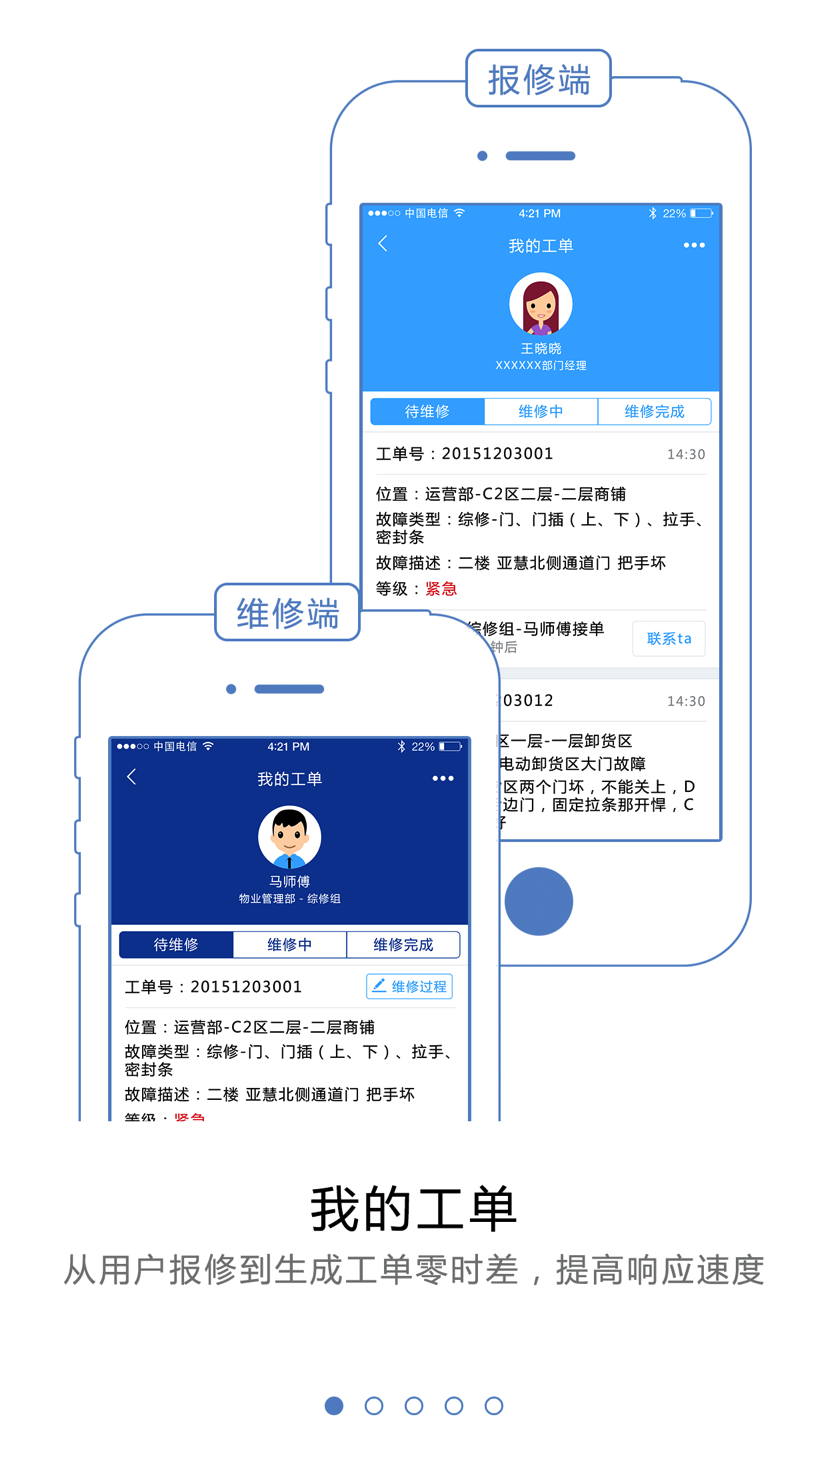 报修端
中国电信 4:21 PM 22%
我的工单
王晓晓
XXXXXX部门经理
待维修 维修中 维修完成
工单号：20151203001 14:30
位置：运营部-C2区二层-二层商铺
故障类型：综修-门、门插（上、下）、拉手、
密封条
故障描述：二楼 亚慧北侧通道门 把手坏
等级：紧急
综修组-马师傅接单
钟后
联系ta
03012 14:30
区一层-一层卸货区
电动卸货区大门故障
区两个门坏，不能关上，D
边门，固定拉条那开悍，C
维修端
中国电信 4:21 PM 22%
我的工单
马师傅
物业管理部 - 综修组
待维修 维修中 维修完成
工单号：20151203001 维修过程
位置：运营部-C2区二层-二层商铺
故障类型：综修-门、门插（上、下）、拉手、
密封条
故障描述：二楼 亚慧北侧通道门 把手坏
等级：紧急
我的工单
从用户报修到生成工单零时差，提高响应速度